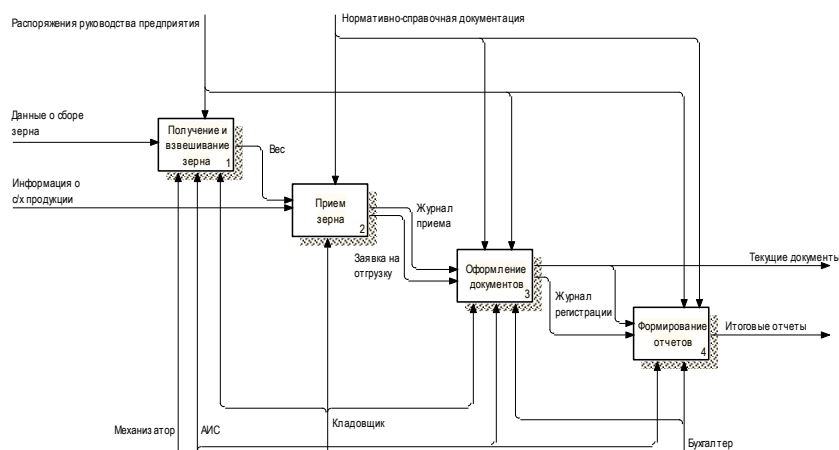 Распоряжения руководства предприятия
Нормативно-справочная документация
Данные о сборе
зерна
Получение и
взвешивание
зерна
1
Вес
Информация о
с/х продукции
Прием
зерна
2
Журнал
приема
Заявка на
отгрузку
Оформление
документов
3
Текущие документь
Журнал
регистрации
Формирование
отчетов
4
Итоговые отчеты
Механизатор
АИС
Кладовщик
Бухгалтер